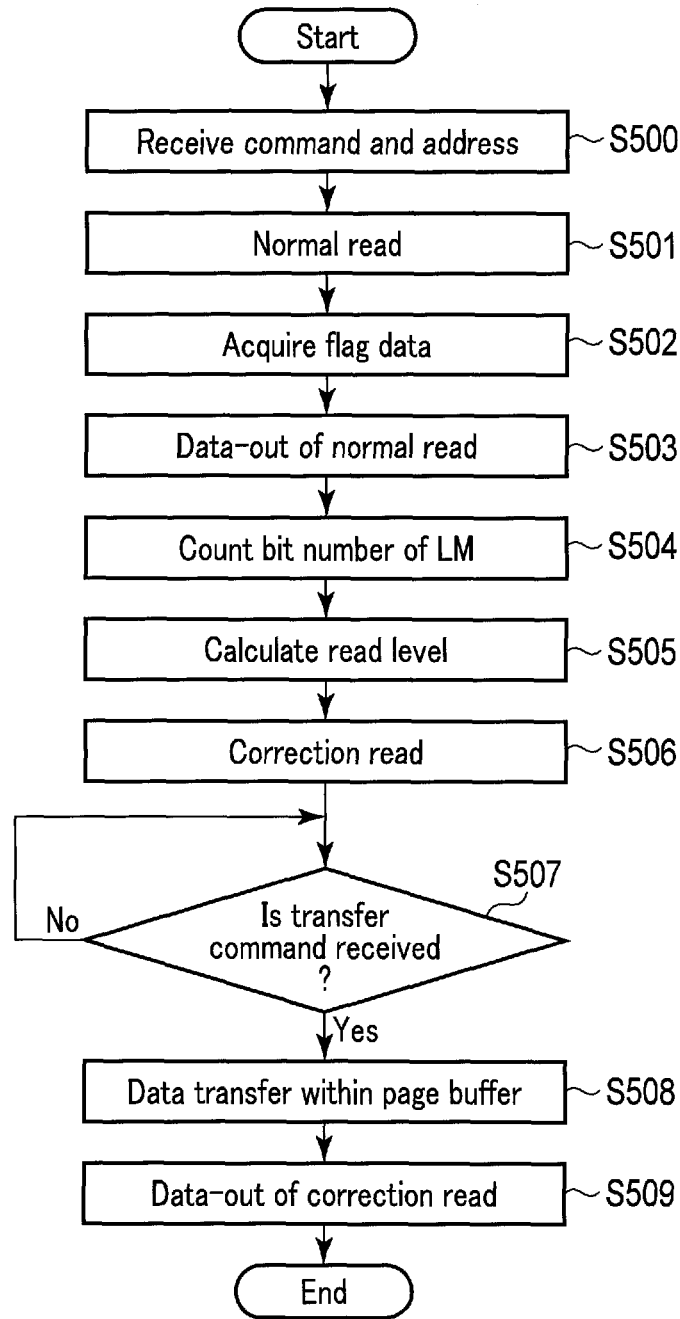 Start
Receive command and address
S500
Normal read
S501
Acquire flag data
S502
Data-out of normal read
S503
Count bit number of LM
S504
Calculate read level
S505
Correction read
S506
S507
Is transfer
command received
?
No
Yes
Data transfer within page buffer
S508
Data-out of correction read
S509
End